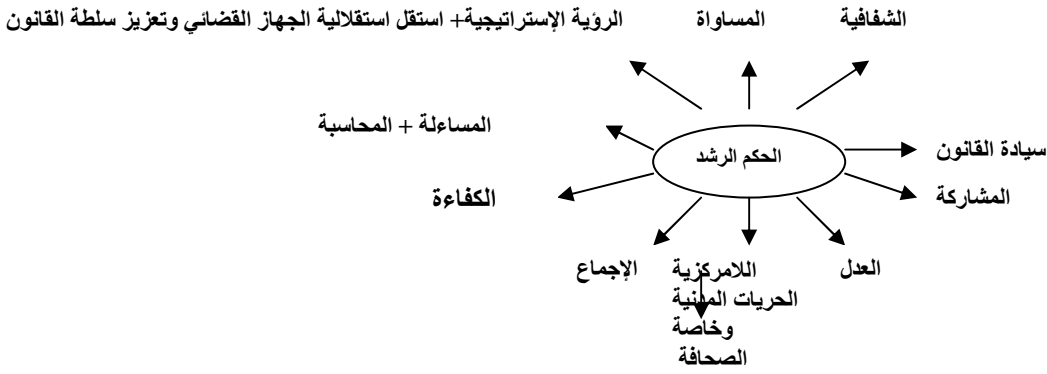 الشفافية
المساواة
الرؤية الإستراتيجية+ استقل استقلالية الجهاز القضائي وتعزيز سلطة القانون
المساءلة + المحاسبة
الحكم الرشد
سيادة القانون
الكفاءة
المشاركة
العدل
اللامركزية
الإجماع
الحريات المدنية
وخاصة
الصحافة